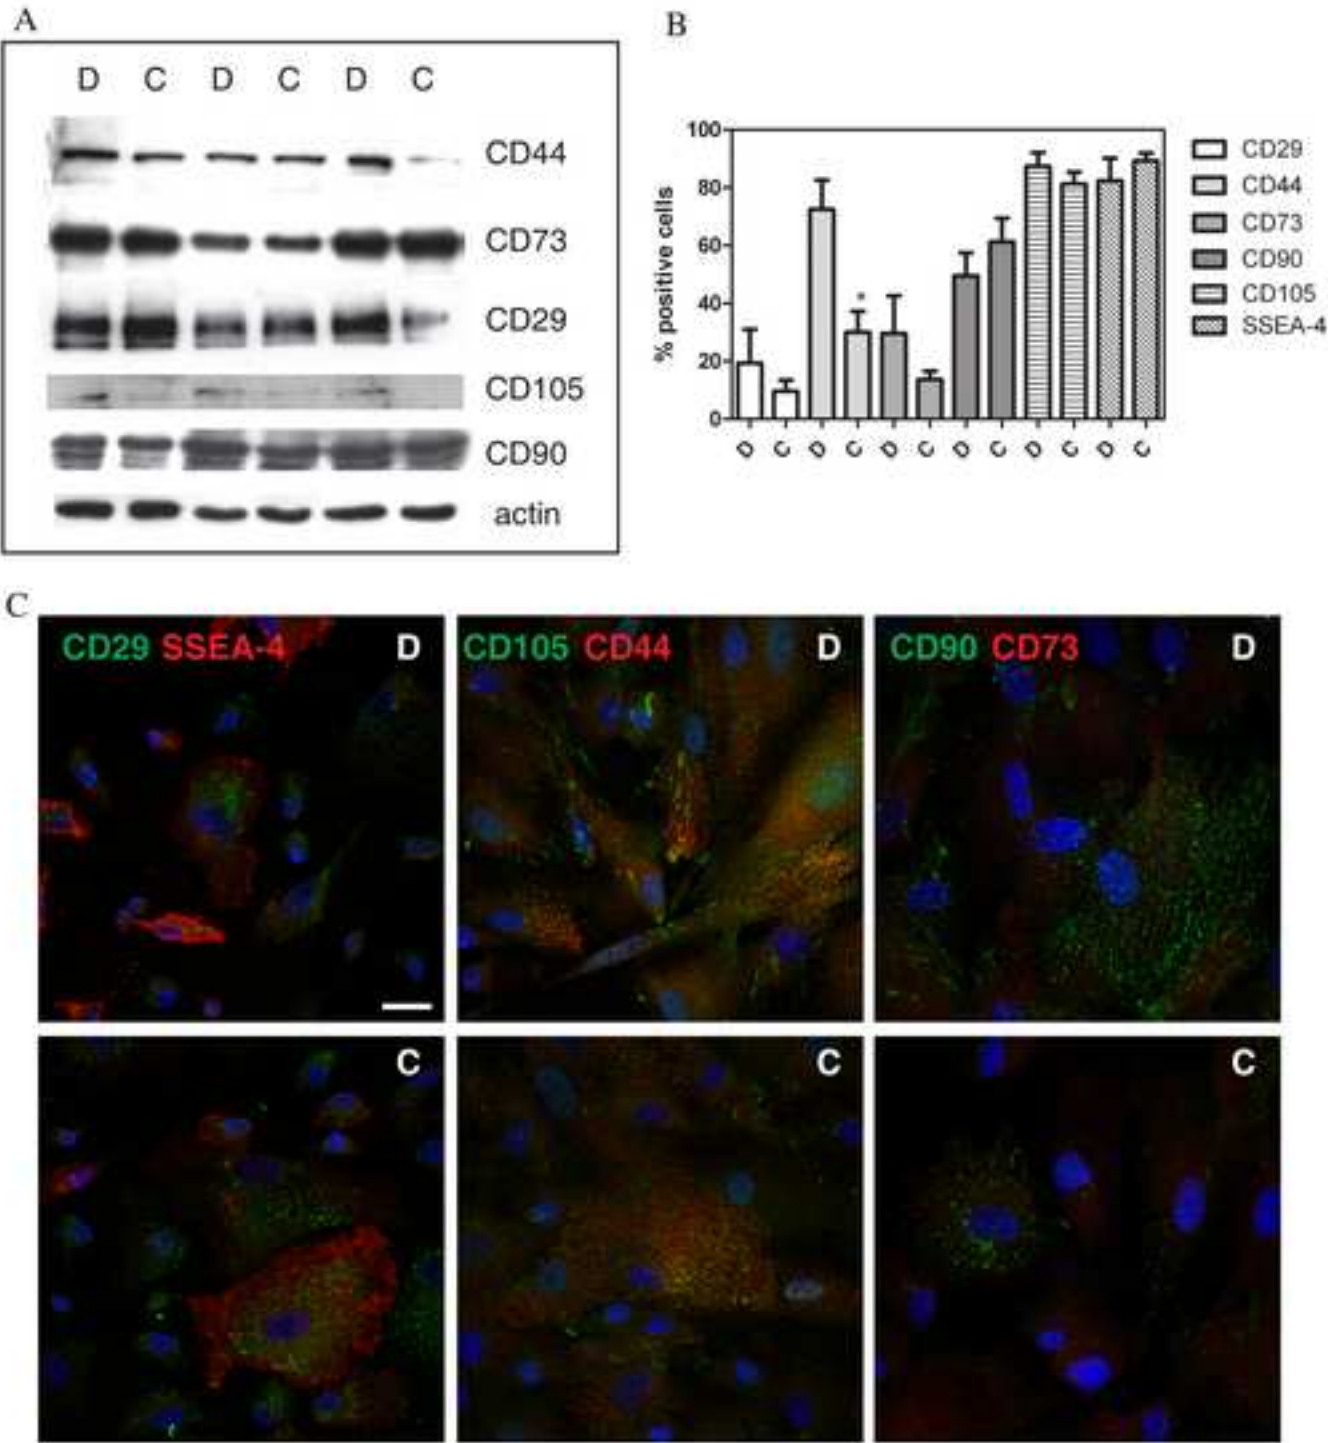 A
D C D C D C
CD44
CD73
CD29
CD105
CD90
actin
B
% positive cells
100
80
60
40
20
0
*
D C D C D C D C D C D C
CD29
CD44
CD73
CD90
CD105
SSEA-4
C
CD29 SSEA-4 D
CD105 CD44 D
CD90 CD73 D
C
C
C